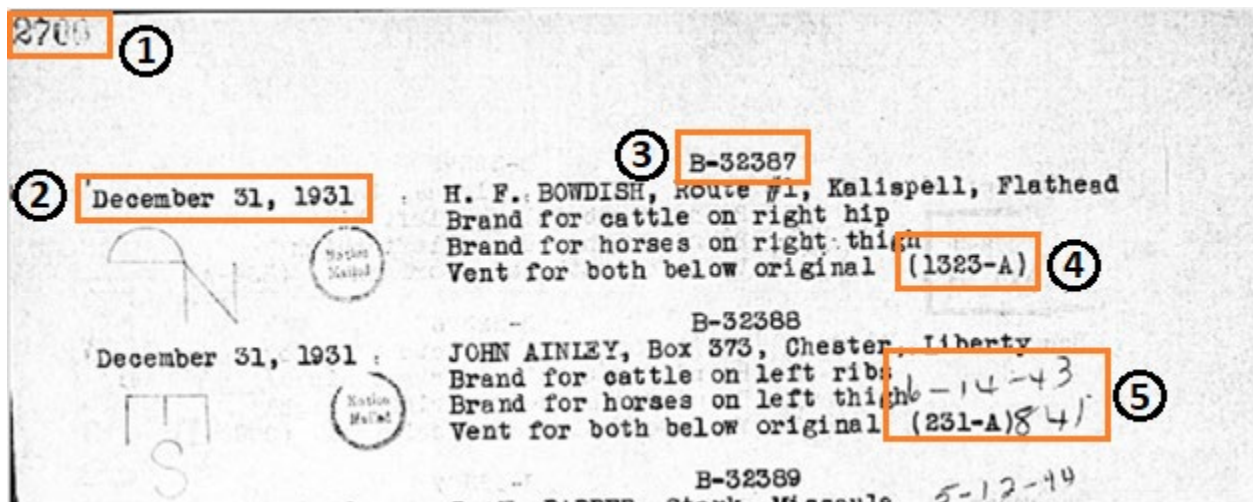 2700
1
3
B-32387
2
December 31, 1931
H. F. BOWDISH, Route #1, Kalispell, Flathead
Brand for cattle on right hip
Brand for horses on right thigh
Notice
Mailed
Vent for both below original (1323-A)
4
N
B-32388
December 31, 1931
JOHN AINLEY, Box 373, Chester, Liberty
Brand for cattle on left ribs
6-14-43
Brand for horses on left thigh
5
Notice
Mailed
Vent for both below original (231-A) 841
E
S
B-32389
5-12-44